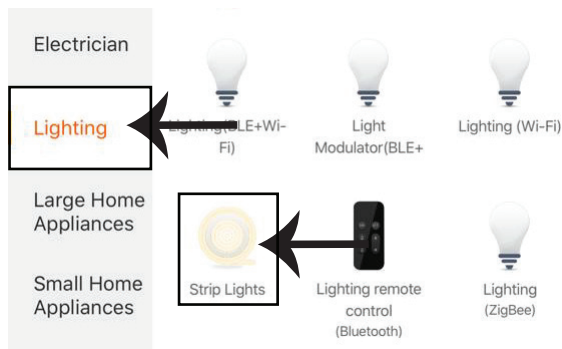 Electrician
Lighting
Large Home
Appliances
Small Home
Appliances
Lighting(BLE+Wi-
Fi)
Light
Modulator(BLE+
Lighting (Wi-Fi)
Strip Lights
Lighting remote
control
(Bluetooth)
Lighting
(ZigBee)